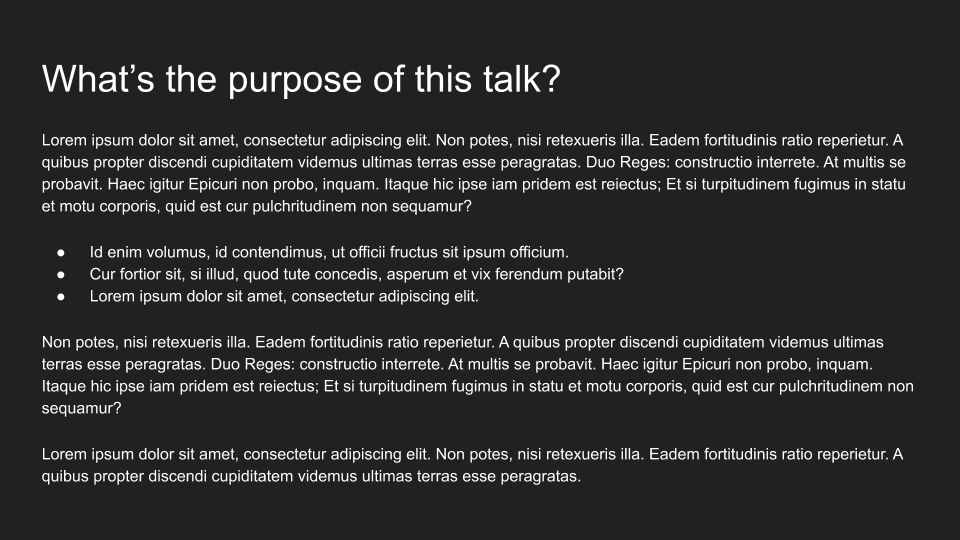 What’s the purpose of this talk?
Lorem ipsum dolor sit amet, consectetur adipiscing elit. Non potes, nisi retexueris illa. Eadem fortitudinis ratio reperietur. A
quibus propter discendi cupiditatem videmus ultimas terras esse peragratas. Duo Reges: constructio interrete. At multis se
probavit. Haec igitur Epicuri non probo, inquam. Itaque hic ipse iam pridem est reiectus; Et si turpitudinem fugimus in statu
et motu corporis, quid est cur pulchritudinem non sequamur?
● Id enim volumus, id contendimus, ut officii fructus sit ipsum officium.
● Cur fortior sit, si illud, quod tute concedis, asperum et vix ferendum putabit?
● Lorem ipsum dolor sit amet, consectetur adipiscing elit.
Non potes, nisi retexueris illa. Eadem fortitudinis ratio reperietur. A quibus propter discendi cupiditatem videmus ultimas
terras esse peragratas. Duo Reges: constructio interrete. At multis se probavit. Haec igitur Epicuri non probo, inquam.
Itaque hic ipse iam pridem est reiectus; Et si turpitudinem fugimus in statu et motu corporis, quid est cur pulchritudinem non
sequamur?
Lorem ipsum dolor sit amet, consectetur adipiscing elit. Non potes, nisi retexueris illa. Eadem fortitudinis ratio reperietur. A
quibus propter discendi cupiditatem videmus ultimas terras esse peragratas.